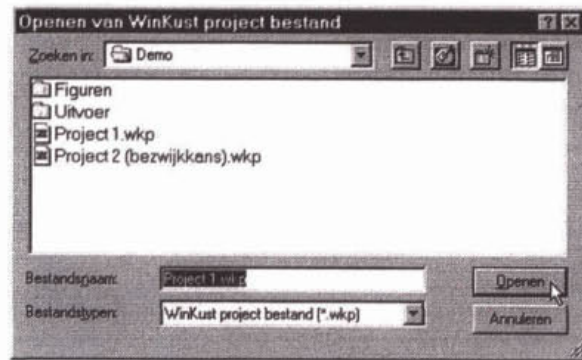 Openen van WinKust project bestand
Zoeken in: Demo
Figuren
Uitvoer
Project 1.wkp
Project 2 (bezwijkkans).wkp
Bestandsnaam: Project 1.wkp
Openen
Bestandstypen: WinKust project bestand (*.wkp)
Annuleren